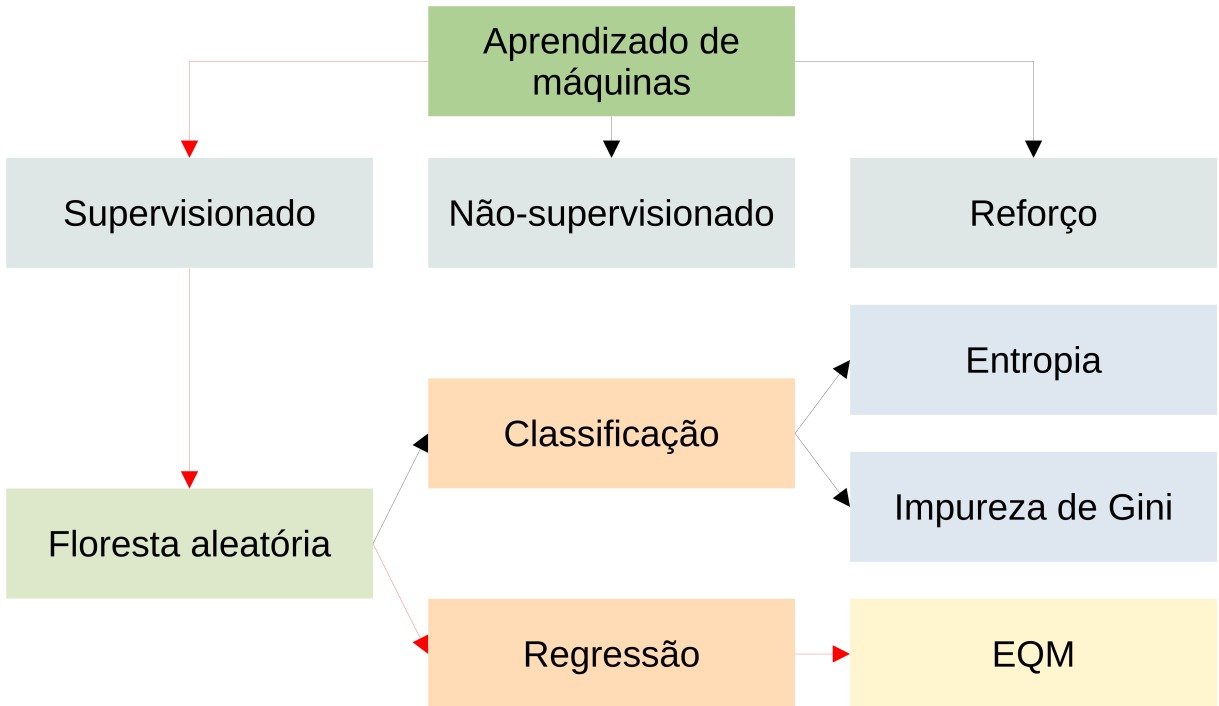 Aprendizado de
máquinas
Supervisionado
Não-supervisionado
Reforço
Entropia
Classificação
Impureza de Gini
Floresta aleatória
Regressão
EQM